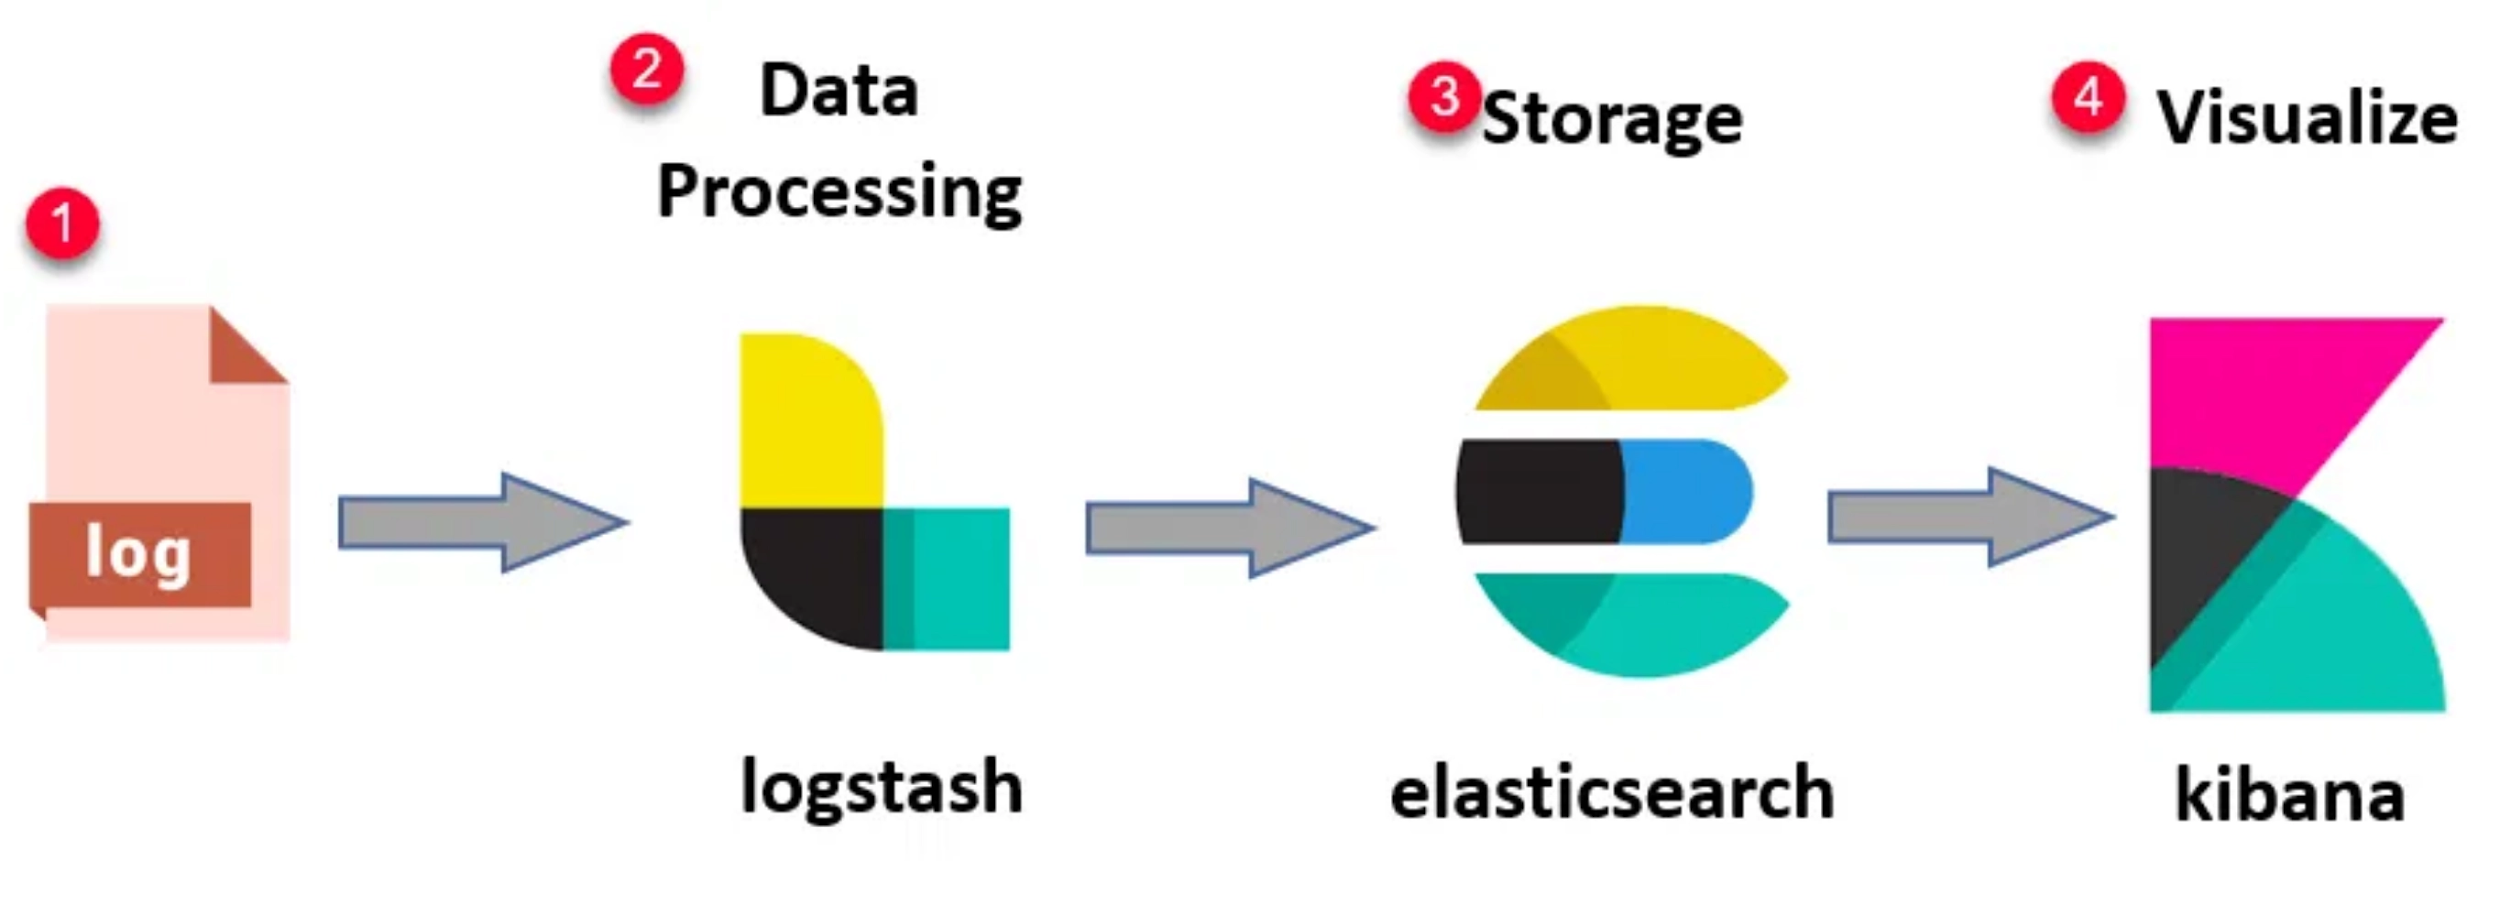 1
log
2
Data
Processing
logstash
3
Storage
elasticsearch
4
Visualize
kibana